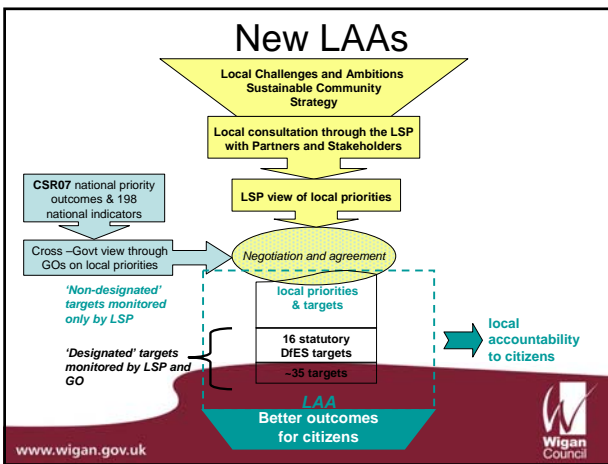 New LAAs
Local Challenges and Ambitions
Sustainable Community
Strategy
Local consultation through the LSP
with Partners and Stakeholders
CSR07 national priority
outcomes & 198
national indicators
LSP view of local priorities
Cross –Govt view through
GOs on local priorities
Negotiation and agreement
'Non-designated'
targets monitored
only by LSP
local priorities
& targets
'Designated' targets
monitored by LSP and
GO
16 statutory
DfES targets
~35 targets
local
accountability
to citizens
LAA
Better outcomes
for citizens
www.wigan.gov.uk
Wigan
Council